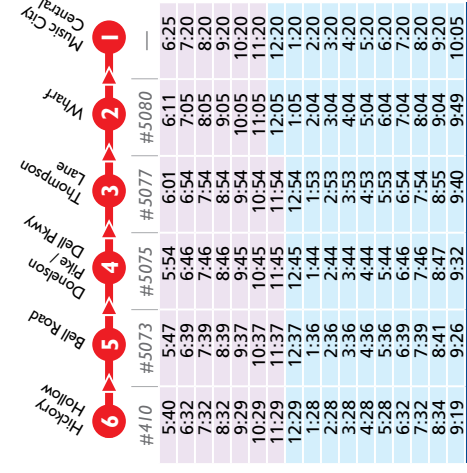 Hickory
Hollow
Bell Road
Donelson
Pike/
Dell Pkwy
Thompson
Lane
Wharf
Music City
Central
6 5 4 3 2 1
#410 #5073 #5075 #5077 #5080 —
5:40 5:47 5:54 6:01 6:11 6:25
6:32 6:39 6:46 6:54 7:05 7:20
7:32 7:39 7:46 7:54 8:05 8:20
8:32 8:39 8:46 8:54 9:05 9:20
9:29 9:37 9:45 9:54 10:05 10:20
10:29 10:37 10:45 10:54 11:05 11:20
11:29 11:37 11:45 11:54 12:05 12:20
12:29 12:37 12:45 12:54 1:05 1:20
1:28 1:36 1:44 1:53 2:04 2:20
2:28 2:36 2:44 2:53 3:04 3:20
3:28 3:36 3:44 3:53 4:04 4:20
4:28 4:36 4:44 4:53 5:04 5:20
5:28 5:36 5:44 5:53 6:04 6:20
6:32 6:39 6:46 6:54 7:04 7:20
7:32 7:39 7:46 7:54 8:04 8:20
8:34 8:41 8:47 8:55 9:04 9:20
9:19 9:26 9:32 9:40 9:49 10:05